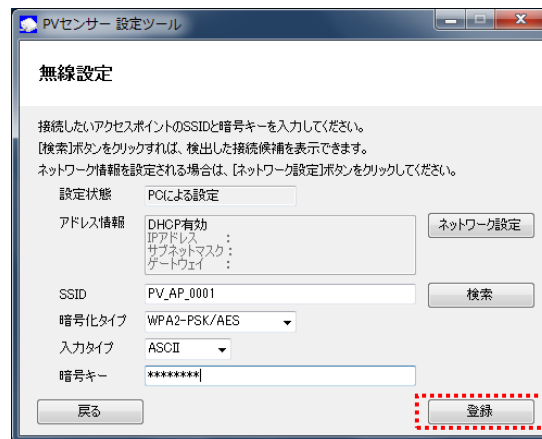 PVセンサー 設定ツール
無線設定
接続したいアクセスポイントのSSIDと暗号キーを入力してください。
[検索]ボタンをクリックすれば、検出した接続候補を表示できます。
ネットワーク情報を設定される場合は、[ネットワーク設定]ボタンをクリックしてください。
設定状態 PCによる設定
アドレス情報 DHCP有効 ネットワーク設定
IPアドレス :
サブネットマスク :
ゲートウェイ :
SSID PV_AP_0001 検索
暗号化タイプ WPA2-PSK/AES
入力タイプ ASCII
暗号キー ********
戻る 登録